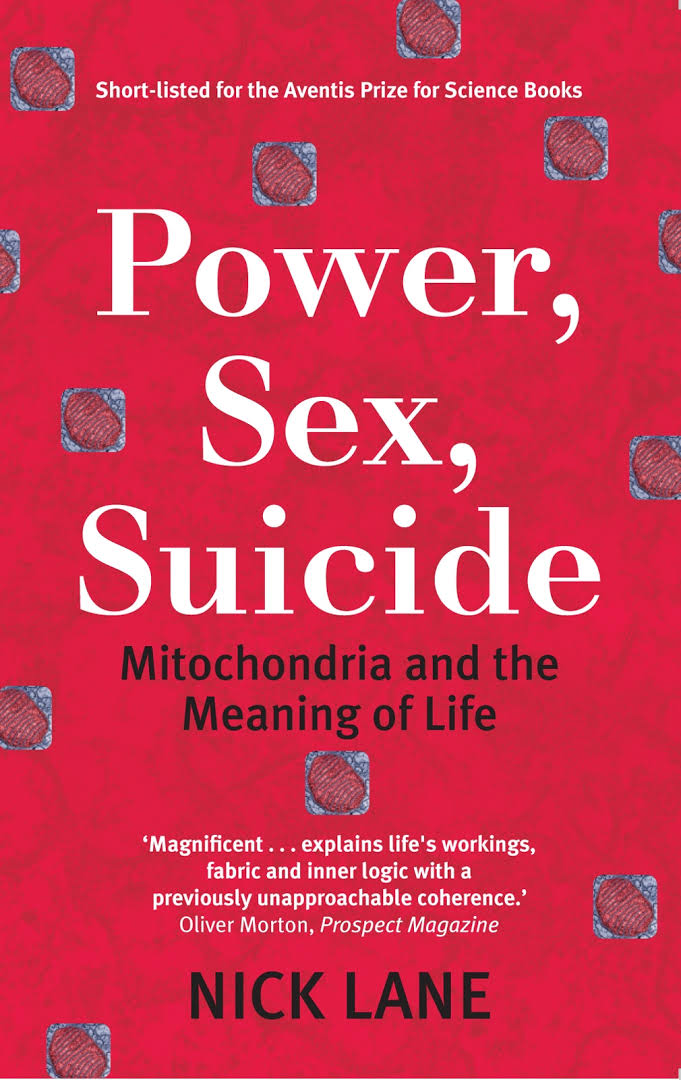 Short-listed for the Aventis Prize for Science Books
Power,
Sex,
Suicide
Mitochondria and the
Meaning of Life
‘Magnificent . . . explains life's workings,
fabric and inner logic with a
previously unapproachable coherence.’
Oliver Morton, Prospect Magazine
NICK LANE